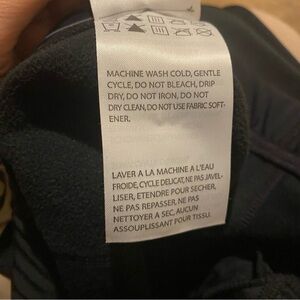 MACHINE WASH COLD, GENTLE
CYCLE, DO NOT BLEACH, DRIP
DRY, DO NOT IRON, DO NOT
DRY CLEAN, DO NOT USE FABRIC SOFT-
ENER.
LAVER A LA MACHINE A L'EAU
FROIDE, CYCLE DELICAT, NE PAS JAVEL-
LISER, ETENDRE POUR SECHER,
NE PAS REPASSER, NE PAS
NETTOYER A SEC, AUCUN
ASSOUPLISSANT POUR TISSU.